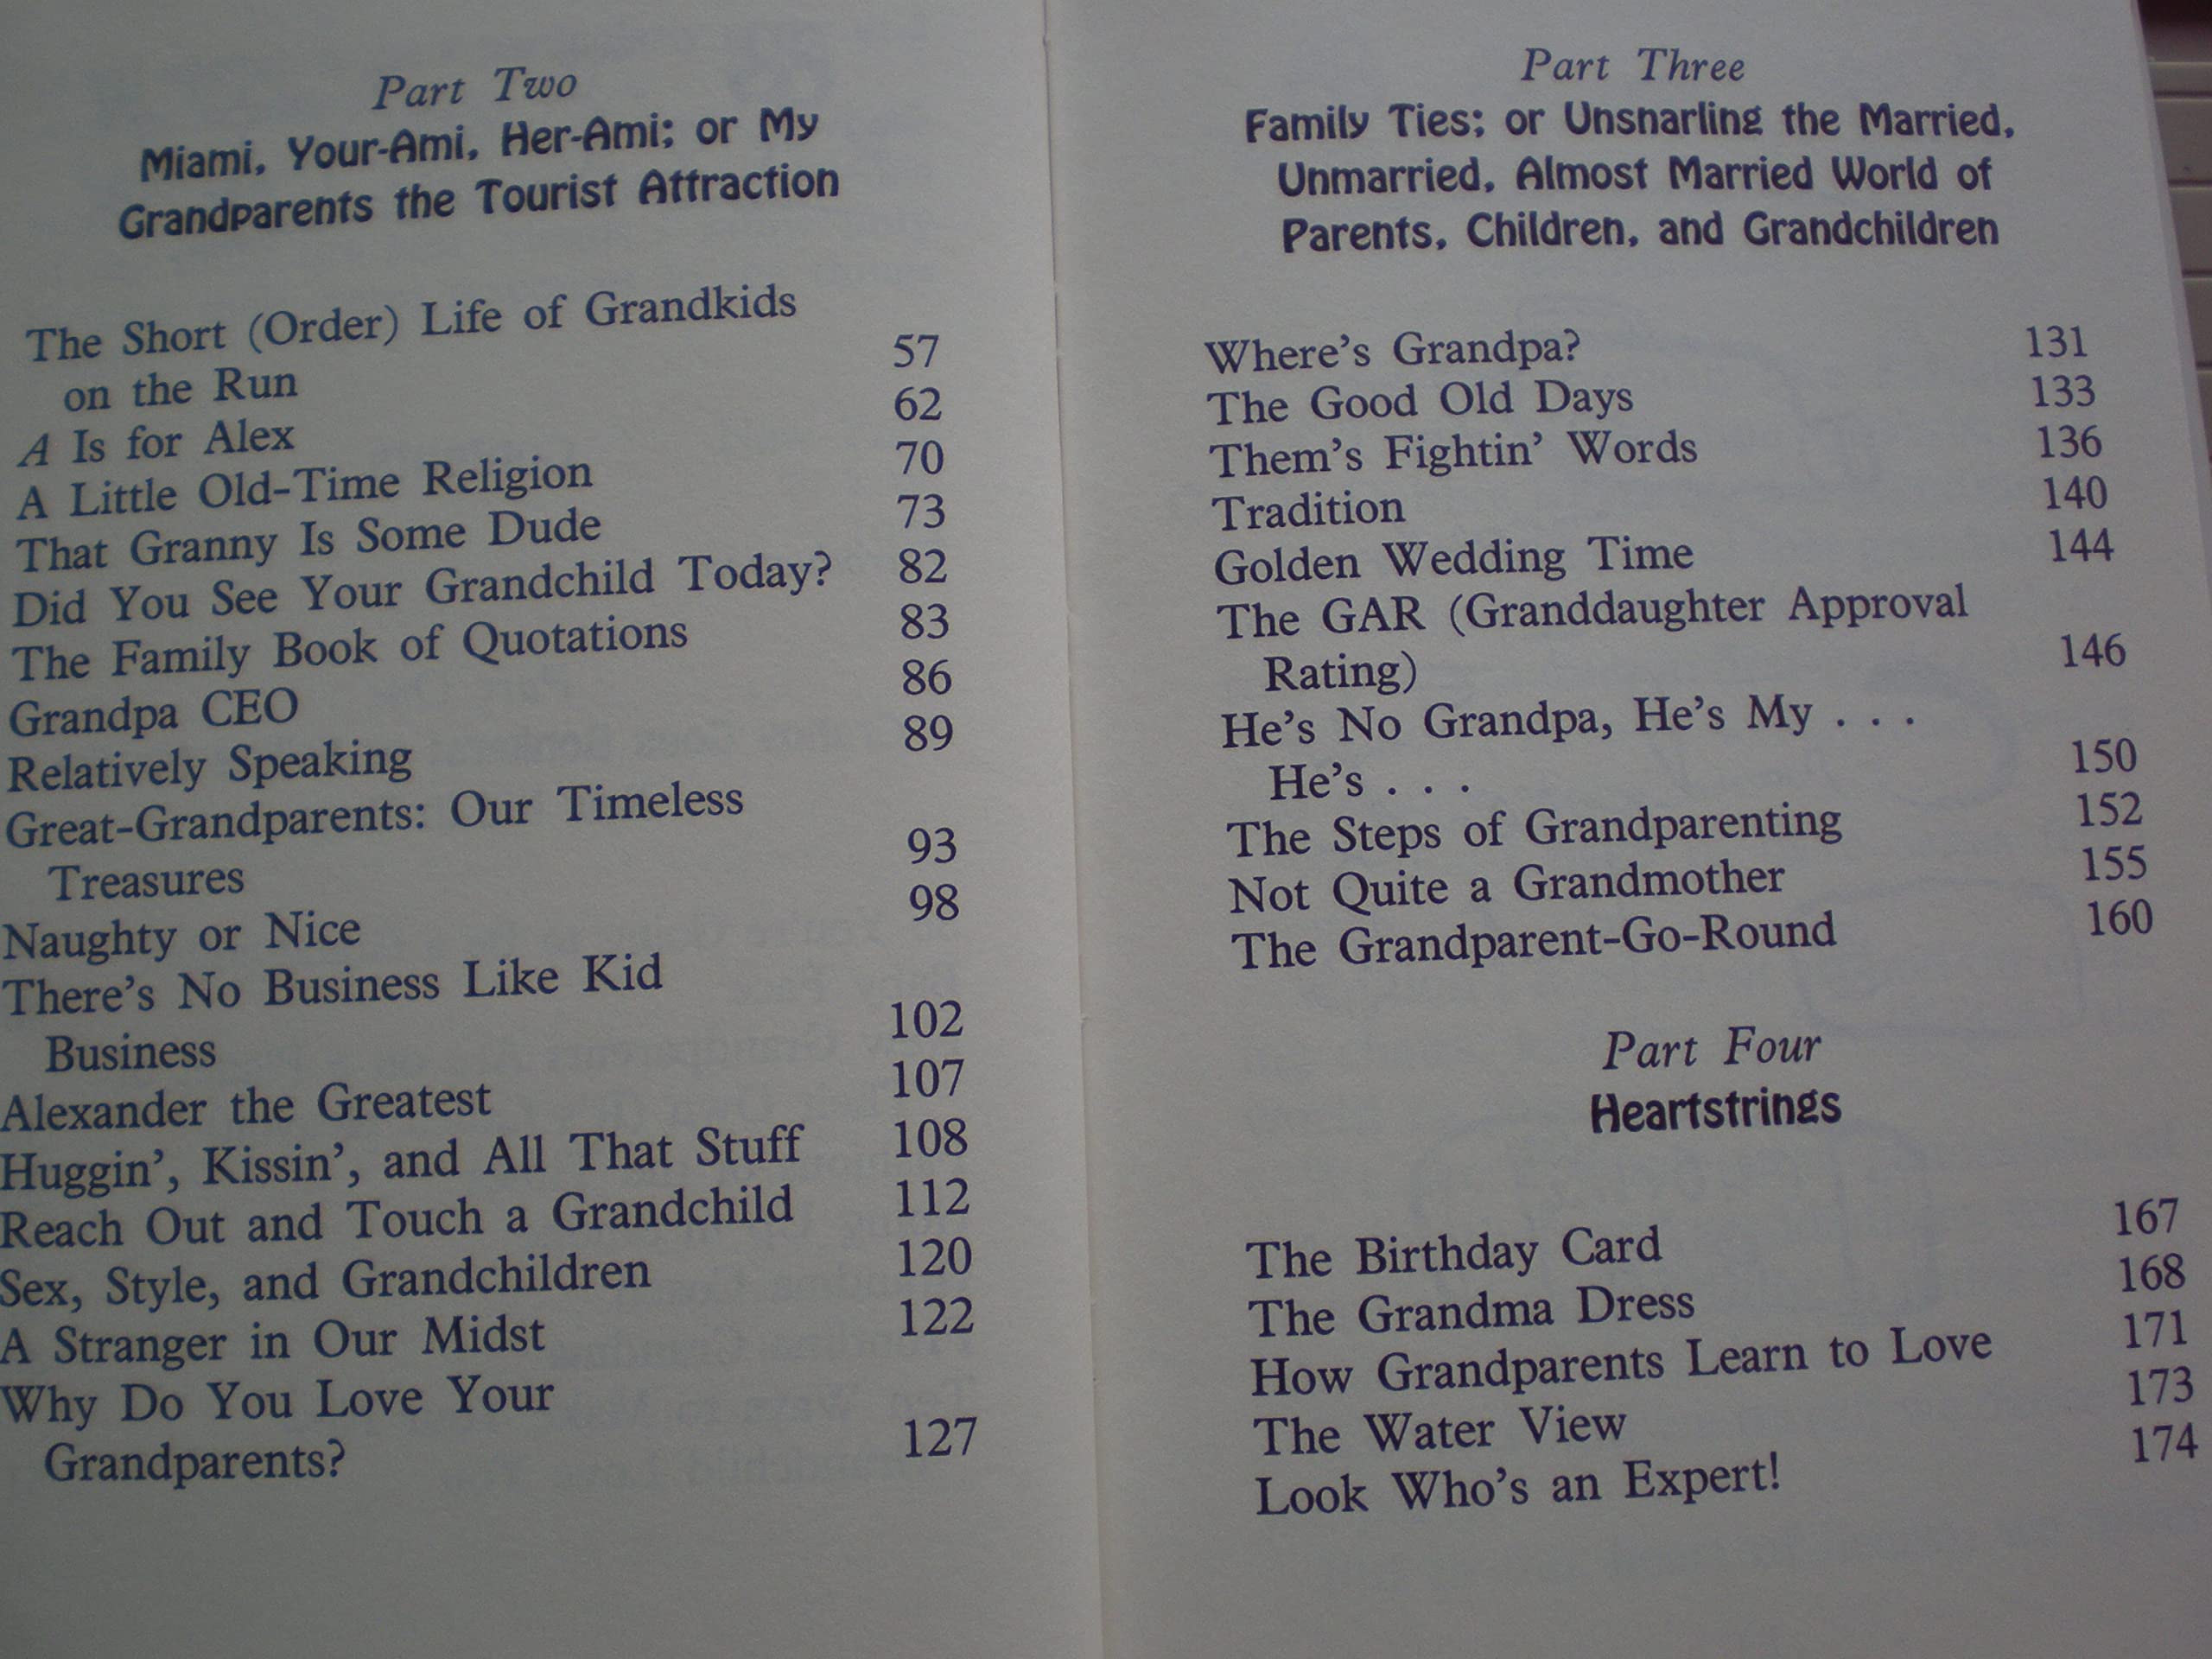 Part Two
Miami, Your-Ami, Her-Ami; or My
Grandparents the Tourist Attraction
The Short (Order) Life of Grandkids
on the Run 57
A Is for Alex 62
A Little Old-Time Religion 70
That Granny Is Some Dude 73
Did You See Your Grandchild Today? 82
The Family Book of Quotations 83
Grandpa CEO 86
Relatively Speaking 89
Great-Grandparents: Our Timeless
Treasures 93
Naughty or Nice 98
There's No Business Like Kid
Business 102
Alexander the Greatest 107
Huggin', Kissin', and All That Stuff 108
Reach Out and Touch a Grandchild 112
Sex, Style, and Grandchildren 120
A Stranger in Our Midst 122
Why Do You Love Your
Grandparents? 127
Part Three
Family Ties; or Unsnarling the Married,
Unmarried, Almost Married World of
Parents, Children, and Grandchildren
Where's Grandpa? 131
The Good Old Days 133
Them's Fightin' Words 136
Tradition 140
Golden Wedding Time 144
The GAR (Granddaughter Approval
Rating) 146
He's No Grandpa, He's My . . .
He's . . . 150
The Steps of Grandparenting 152
Not Quite a Grandmother 155
The Grandparent-Go-Round 160
Part Four
Heartstrings
The Birthday Card 167
The Grandma Dress 168
How Grandparents Learn to Love 171
The Water View 173
Look Who's an Expert! 174